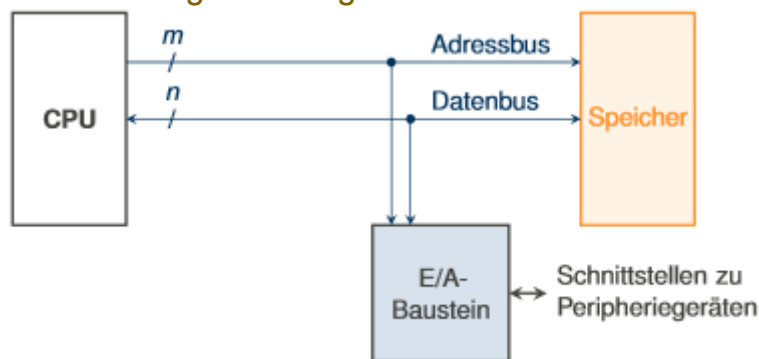 m
Adressbus
n
Datenbus
CPU
Speicher
E/A-
Baustein
Schnittstellen zu
Peripheriegeräten